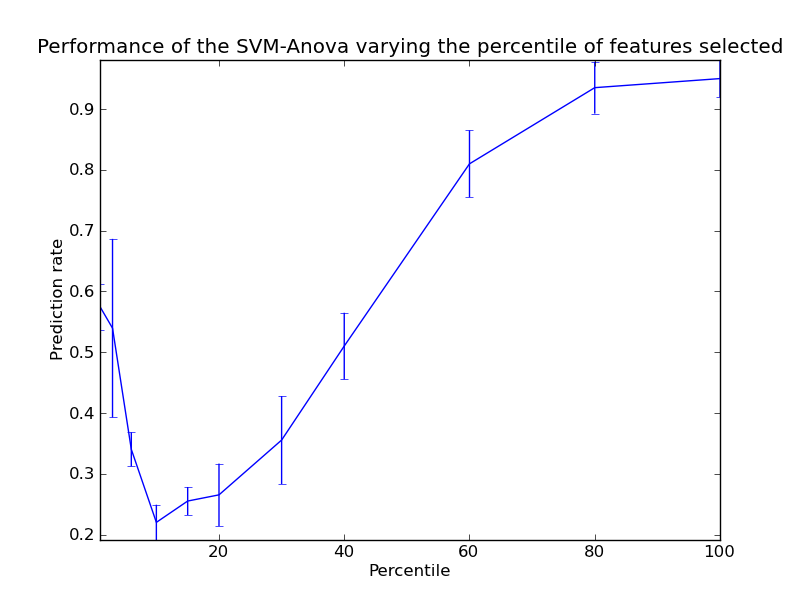 Performance of the SVM-Anova varying the percentile of features selected
0.9
0.8
0.7
0.6
0.5
0.4
0.3
0.2
Prediction rate
20 40 60 80 100
Percentile